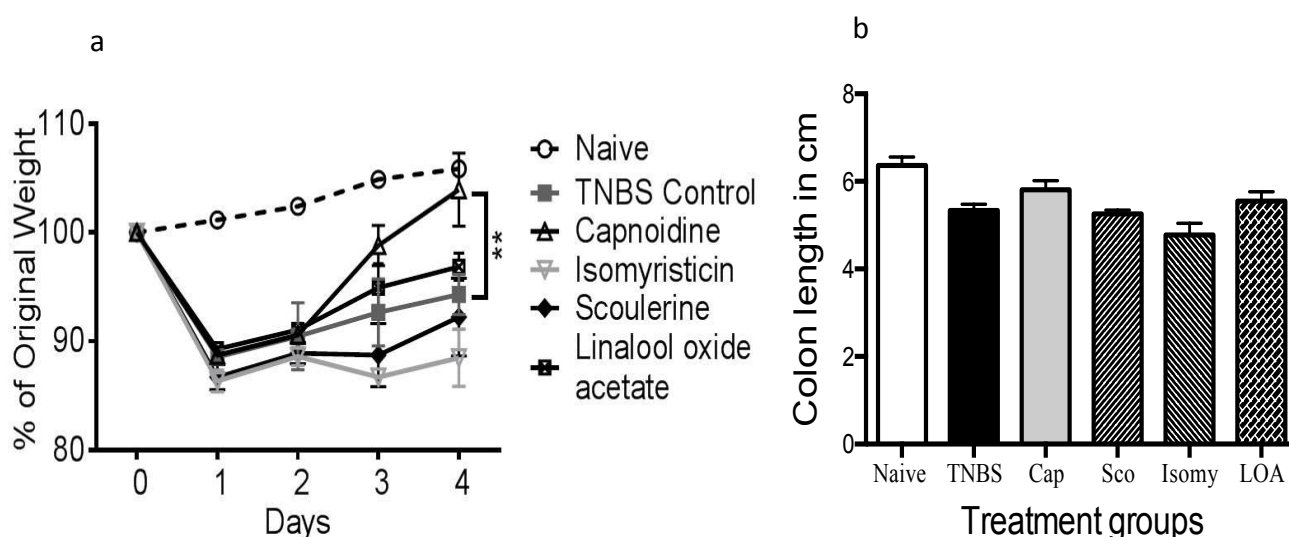 a
% of Original Weight
110
100
90
80
0 1 2 3 4
Days
**
Naive
TNBS Control
Capnoidine
Isomyristicin
Scoulerine
Linalool oxide
acetate
b
Colon length in cm
8
6
4
2
0
Naive TNBS Cap Sco Isomy LOA
Treatment groups